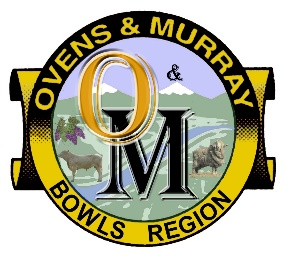 OVENS & MURRAY
O &
M
BOWLS REGION